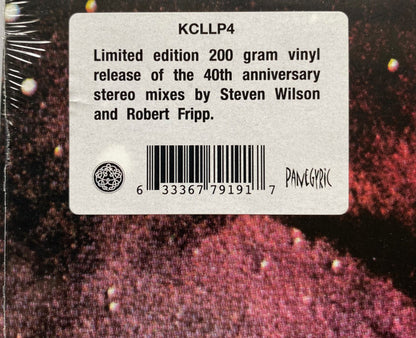 KCLLP4
Limited edition 200 gram vinyl
release of the 40th anniversary
stereo mixes by Steven Wilson
and Robert Fripp.
6 33367 79191 7
PANEGYRIC